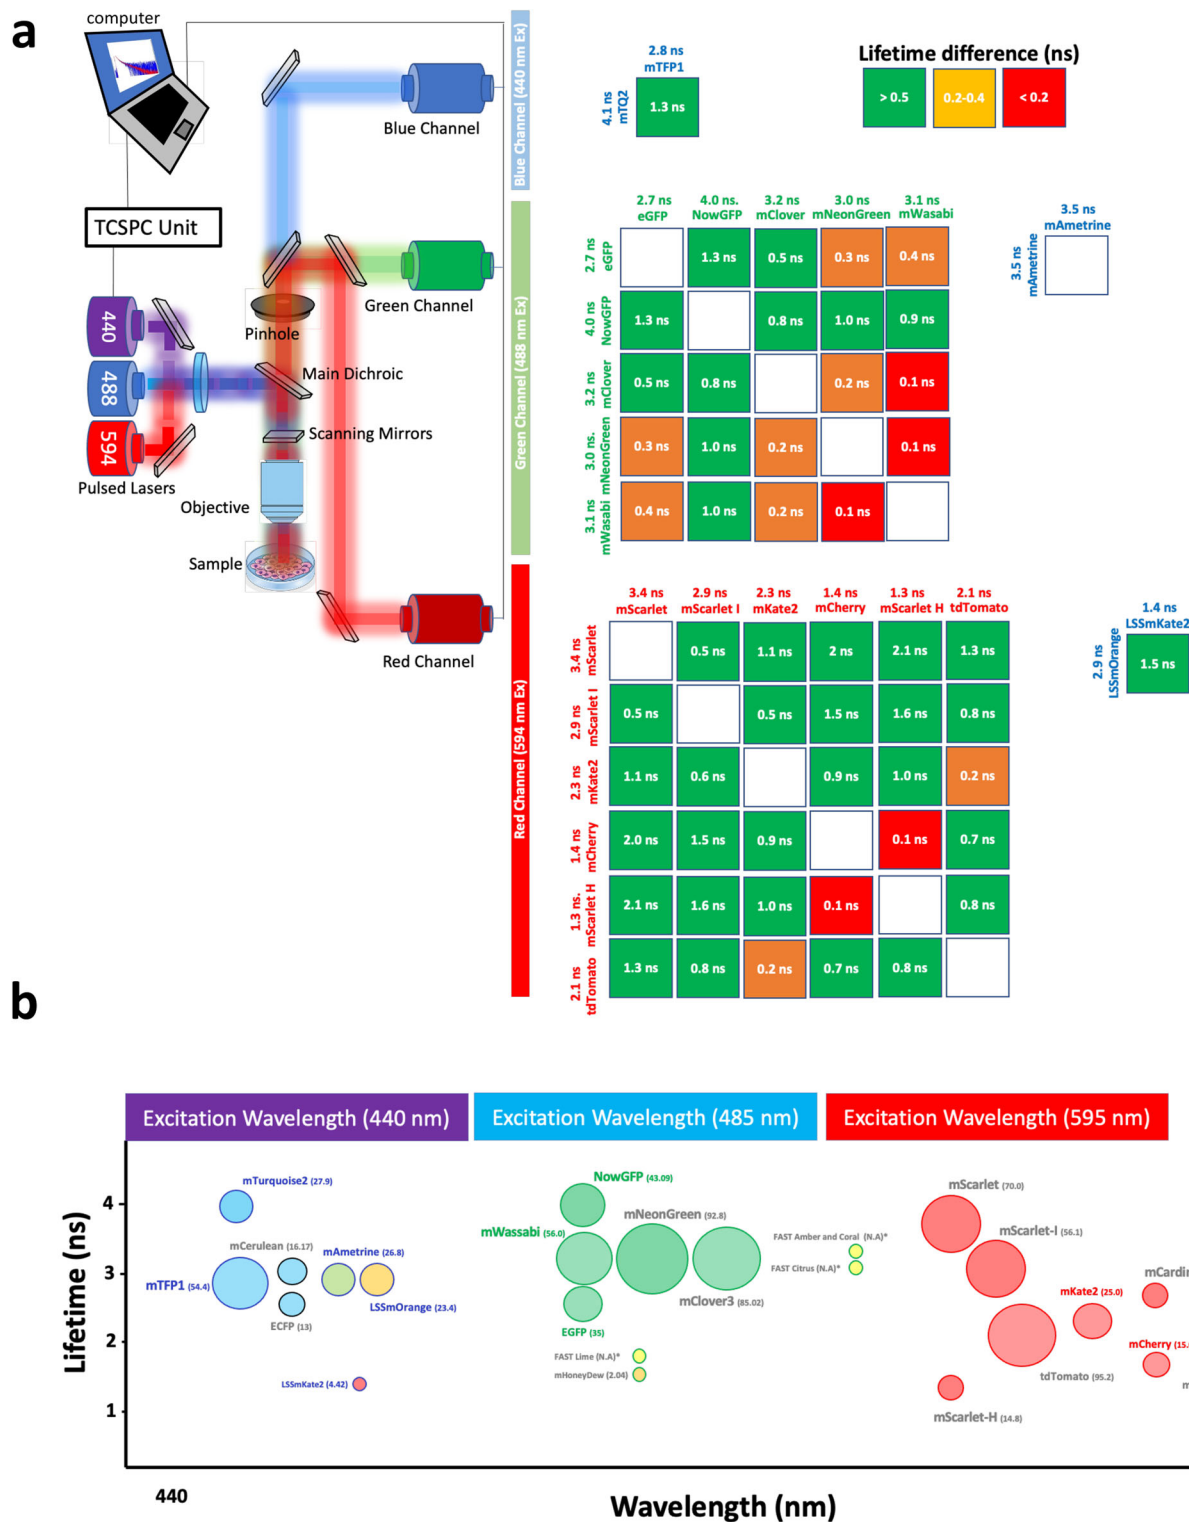 a
computer
TCSPC Unit
440
488
594
Pulsed Lasers
Blue Channel
Green Channel
Pinhole
Main Dichroic
Scanning Mirrors
Objective
Sample
Red Channel
Blue Channel (440 nm Ex)
Green Channel (488 nm Ex)
Red Channel (594 nm Ex)
2.8 ns
mTFP1
4.1 ns
mTQ2
1.3 ns
Lifetime difference (ns)
> 0.5
0.2-0.4
< 0.2
2.7 ns 4.0 ns. 3.2 ns 3.0 ns 3.1 ns
eGFP NowGFP mClover mNeonGreen mWasabi
2.7 ns
eGFP
1.3 ns 0.5 ns 0.3 ns 0.4 ns
4.0 ns
NowGFP
1.3 ns 0.8 ns 1.0 ns 0.9 ns
3.2 ns
mClover
0.5 ns 0.8 ns 0.2 ns 0.1 ns
3.0 ns.
mNeonGreen
0.3 ns 1.0 ns 0.2 ns 0.1 ns
3.1 ns
mWasabi
0.4 ns 1.0 ns 0.2 ns 0.1 ns
3.5 ns
mAmetrine
3.5 ns
mAmetrine
3.4 ns 2.9 ns 2.3 ns 1.4 ns 1.3 ns 2.1 ns
mScarlet mScarlet I mKate2 mCherry mScarlet H tdTomato
3.4 ns
mScarlet
0.5 ns 1.1 ns 2 ns 2.1 ns 1.3 ns
2.9 ns
mScarlet I
0.5 ns 0.5 ns 1.5 ns 1.6 ns 0.8 ns
2.3 ns
mKate2
1.1 ns 0.6 ns 0.9 ns 1.0 ns 0.2 ns
1.4 ns
mCherry
2.0 ns 1.5 ns 0.9 ns 0.1 ns 0.7 ns
1.3 ns.
mScarlet H
2.1 ns 1.6 ns 1.0 ns 0.1 ns 0.8 ns
2.1 ns
tdTomato
1.3 ns 0.8 ns 0.2 ns 0.7 ns 0.8 ns
1.4 ns
LSSmKate2
2.9 ns
LSSmOrange
1.5 ns
b
Excitation Wavelength (440 nm)
Excitation Wavelength (485 nm)
Excitation Wavelength (595 nm)
Lifetime (ns)
4
3
2
1
mTurquoise2 (27.9)
mCerulean (16.17)
mAmetrine (26.8)
mTFP1 (54.4)
LSSmOrange
(23.4)
ECFP (13)
LSSmKate2 (4.42)
NowGFP (43.09)
mNeonGreen (92.8)
mWassabi (56.0)
mClover3 (85.02)
EGFP (35)
FAST Lime (N.A)*
mHoneyDew (2.04)
FAST Amber and Coral (N.A)*
FAST Citrus (N.A)*
mScarlet (70.0)
mScarlet-I (56.1)
mCardin
mKate2 (25.0)
mCherry (15.
tdTomato (95.2)
m
mScarlet-H (14.8)
440
Wavelength (nm)